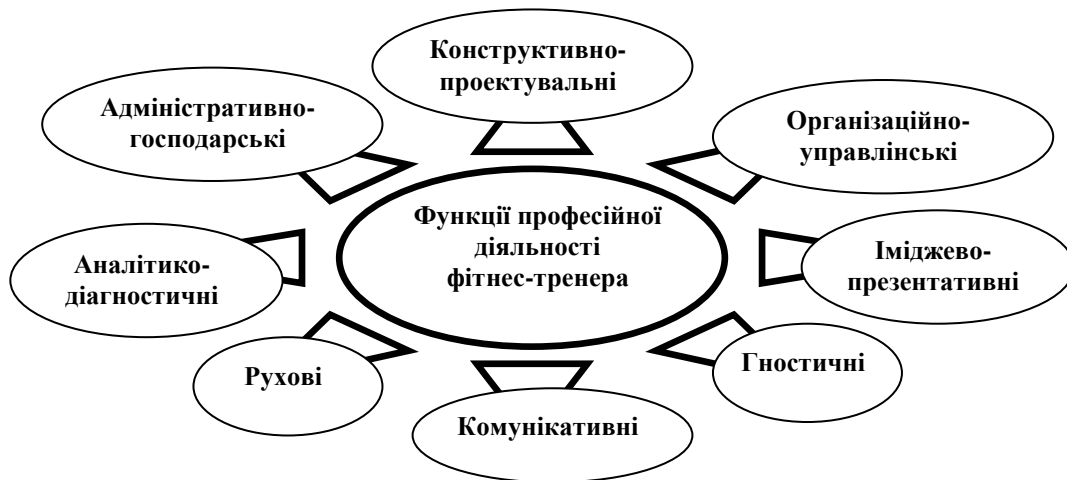 Конструктивно-
проектувальні
Адміністративно-
господарські
Організаційно-
управлінські
Функції професійної
діяльності
фітнес-тренера
Аналітико-
діагностичні
Іміджево-
презентативні
Рухові
Гностичні
Комунікативні